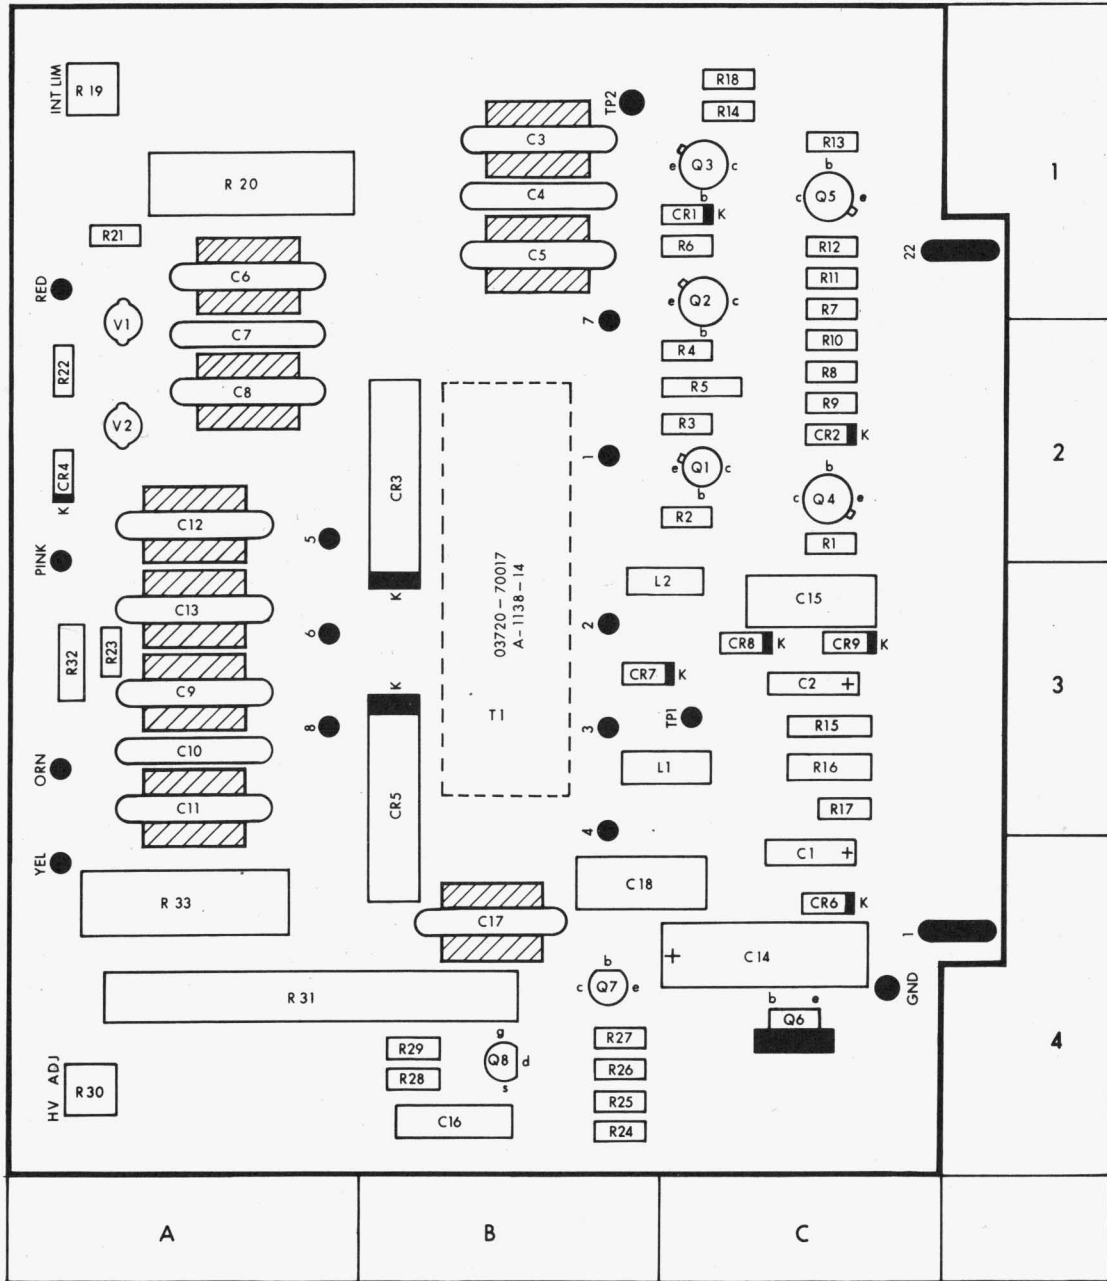 INT LIM
R 19
R18
R14
TP2
C3
R13
b
e
Q3
c
b
c
Q5
e
1
R 20
C4
CR1
K
R21
R6
R12
22
C5
C6
R11
RED
e
Q2
c
b
R7
V1
7
C7
R10
R4
R22
R8
C8
R5
R9
V2
R3
CR2
K
1
2
CR4
K
CR3
e
Q1
c
b
b
c
Q4
e
C12
R2
5
R1
PINK
L2
C15
K
03720-70017
A-1138-14
C13
2
6
CR8
K
CR9
K
R32
R23
CR7
K
C9
K
C2
+
3
T1
TP1
8
3
R15
C10
ORN
L1
R16
CR5
C11
R17
4
YEL
C1
+
C18
R 33
CR6
K
C17
1
+
C14
b
c
Q7
e
GND
R 31
b
e
Q6
g
R29
Q8
d
s
R27
4
HV ADJ
R30
R28
R26
C16
R25
R24
A
B
C